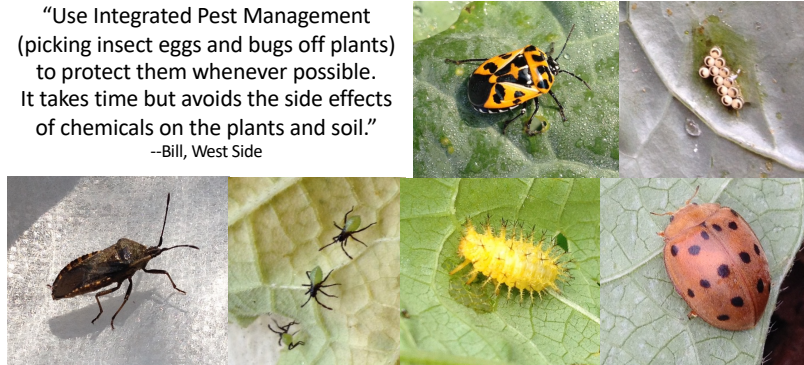 “Use Integrated Pest Management
(picking insect eggs and bugs off plants)
to protect them whenever possible.
It takes time but avoids the side effects
of chemicals on the plants and soil.”
--Bill, West Side